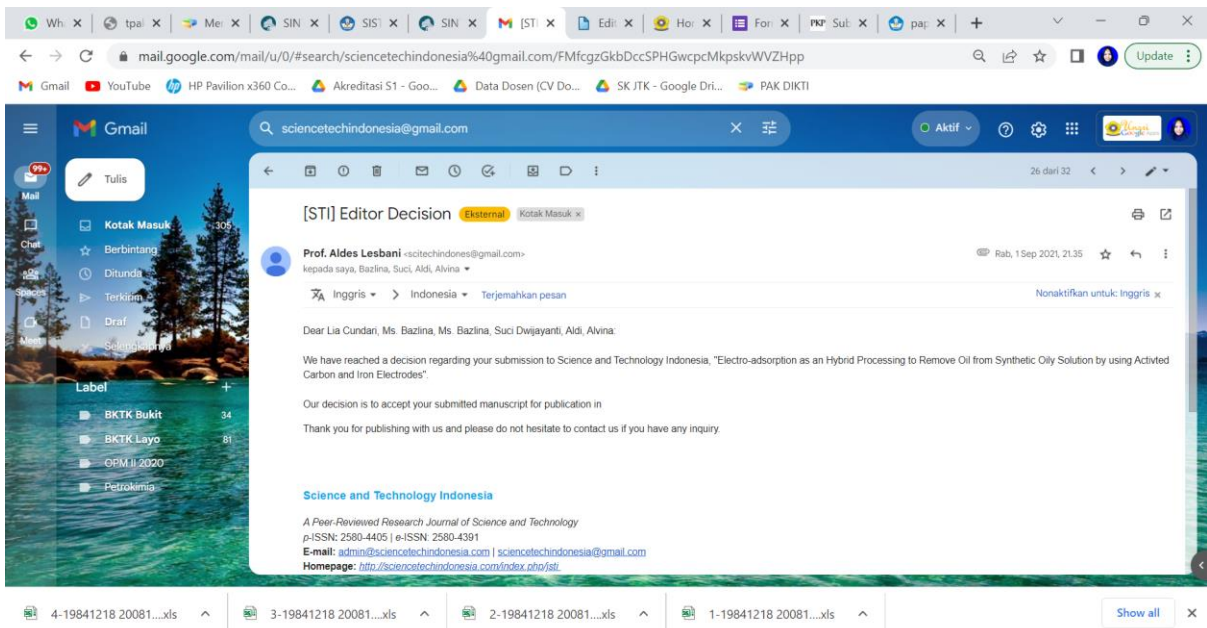 Wh
tpai
Mer
SIN
SIST
SIN
[STI
Edit
Hor
For
PKP Sub
pap
mail.google.com/mail/u/0/#search/sciencetechindonesia%40gmail.com/FMfcgzGkbDccSPHGwcpcMkpskvWVZHpp
Update
Gmail YouTube HP Pavilion x360 Co... Akreditasi S1 - Goo... Data Dosen (CV Do... SK JTK - Google Dri... PAK DIKTI
Gmail
sciencetechindonesia@gmail.com
Aktif
99+
Mail
Chat
Spaces
Meet
Tulis
Kotak Masuk 305
Berbintang
Ditunda
Terkirim
Draf
Selengkapnya
Label +
BKTK Bukit 34
BKTK Layo 81
OPM II 2020
Petrokimia
26 dari 32
[STI] Editor Decision Eksternal Kotak Masuk x
Prof. Aldes Lesbani <scitechindones@gmail.com> Rab, 1 Sep 2021, 21.35
kepada saya, Bazlina, Suci, Aldi, Alvina
Inggris > Indonesia Terjemahkan pesan Nonaktifkan untuk: Inggris x
Dear Lia Cundari, Ms. Bazlina, Ms. Bazlina, Suci Dwijayanti, Aldi, Alvina:
We have reached a decision regarding your submission to Science and Technology Indonesia, "Electro-adsorption as an Hybrid Processing to Remove Oil from Synthetic Oily Solution by using Activted
Carbon and Iron Electrodes".
Our decision is to accept your submitted manuscript for publication in
Thank you for publishing with us and please do not hesitate to contact us if you have any inquiry.
Science and Technology Indonesia
A Peer-Reviewed Research Journal of Science and Technology
p-ISSN: 2580-4405 | e-ISSN: 2580-4391
E-mail: admin@sciencetechindonesia.com | sciencetechindonesia@gmail.com
Homepage: http://sciencetechindonesia.com/index.php/jsti
4-19841218 20081....xls
3-19841218 20081....xls
2-19841218 20081....xls
1-19841218 20081....xls
Show all